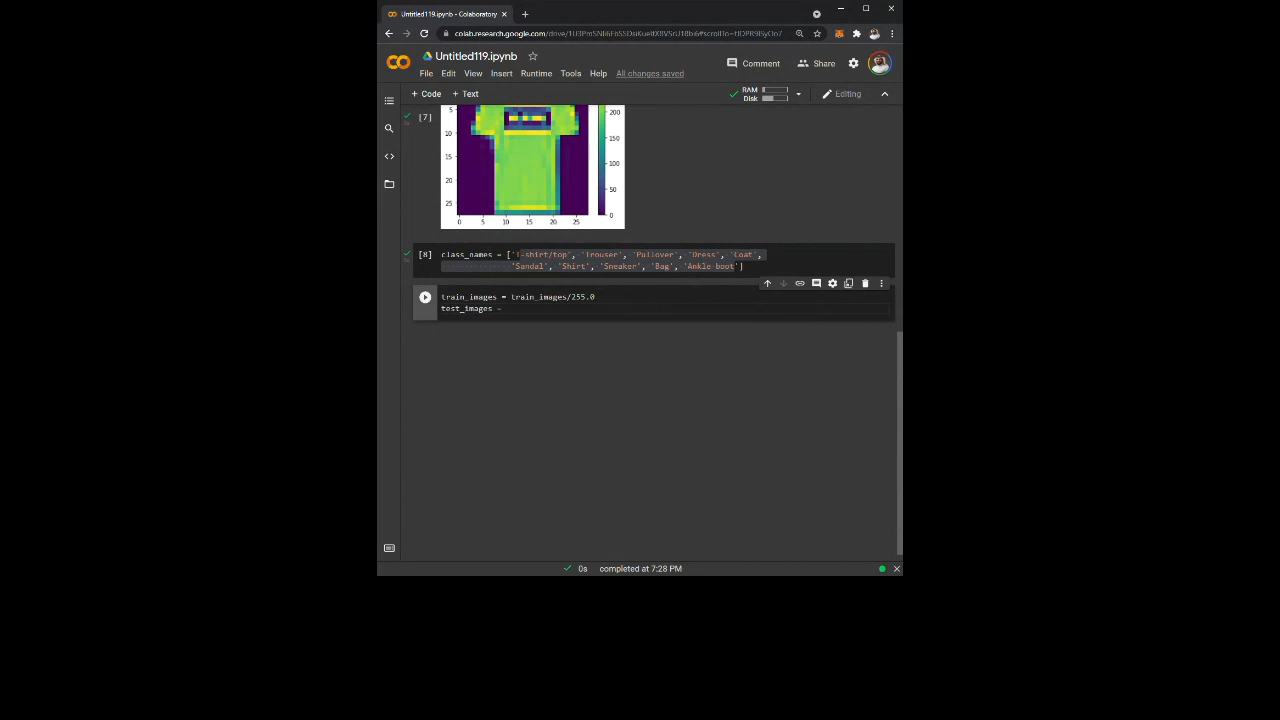 Untitled119.ipynb - Colaboratory
Untitled119.ipynb
File Edit View Insert Runtime Tools Help All changes saved
Comment Share
+ Code + Text
RAM
Disk
Editing
[7]
5
10
15
20
25
0 5 10 15 20 25
200
150
100
50
0
[8] class_names = ['T-shirt/top', 'Trouser', 'Pullover', 'Dress', 'Coat',
'Sandal', 'Shirt', 'Sneaker', 'Bag', 'Ankle boot']
train_images = train_images/255.0
test_images =
0s completed at 7:28 PM